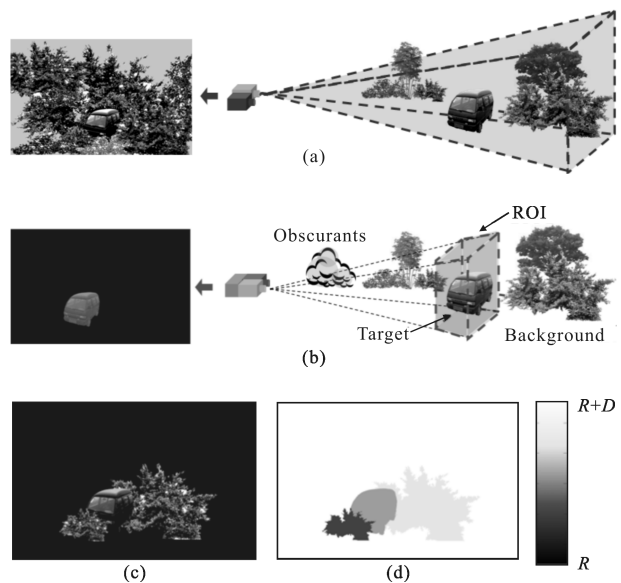 (a)
ROI
Obscurants
Target
Background
(b)
R+D
R
(c)
(d)